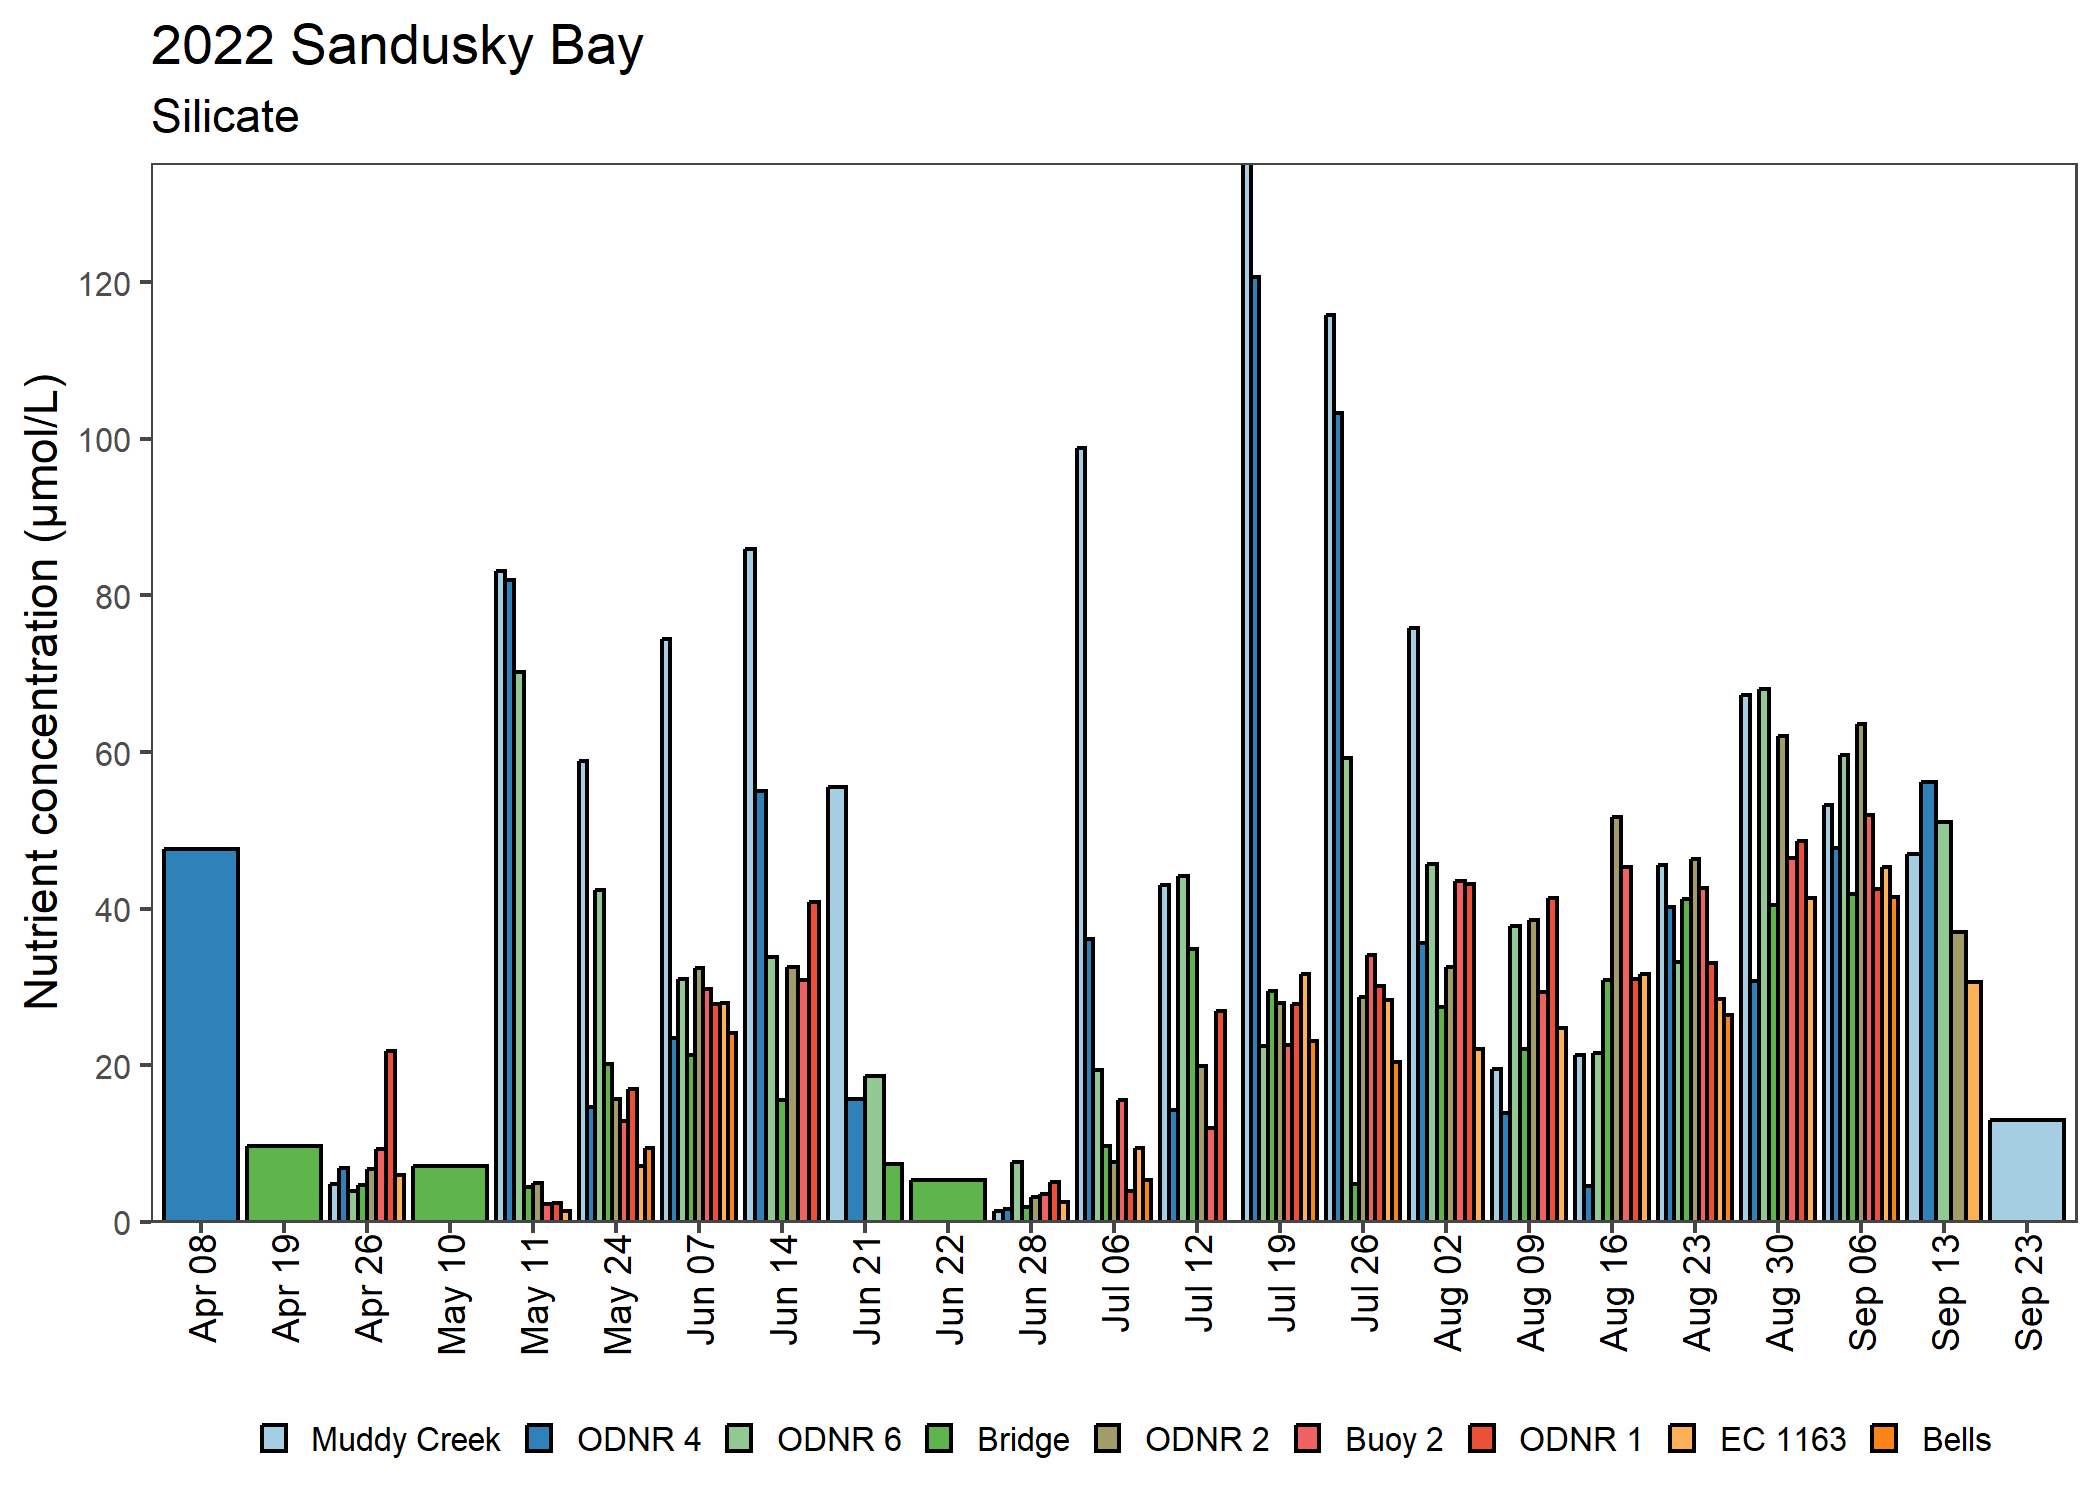 2022 Sandusky Bay
Silicate
Nutrient concentration (µmol/L)
120
100
80
60
40
20
0
Apr 08
Apr 19
Apr 26
May 10
May 11
May 24
Jun 07
Jun 14
Jun 21
Jun 22
Jun 28
Jul 06
Jul 12
Jul 19
Jul 26
Aug 02
Aug 09
Aug 16
Aug 23
Aug 30
Sep 06
Sep 13
Sep 23
Muddy Creek ODNR 4 ODNR 6 Bridge ODNR 2 Buoy 2 ODNR 1 EC 1163 Bells